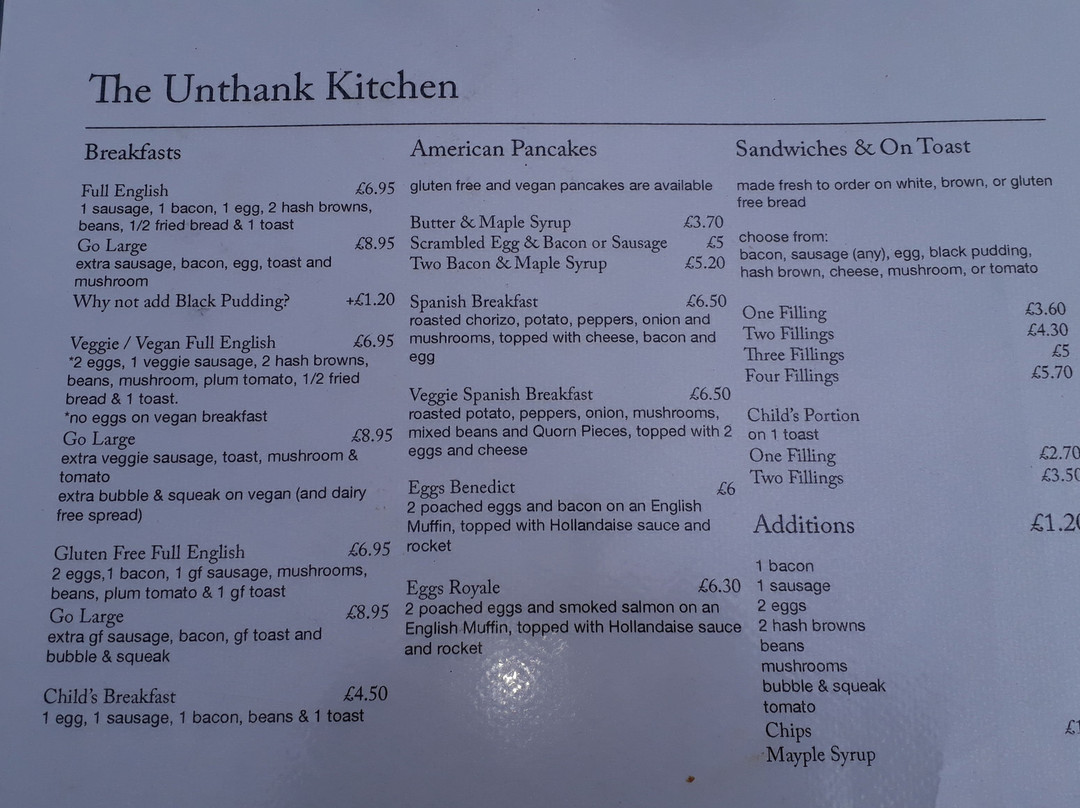 The Unthank Kitchen
Breakfasts
Full English £6.95
1 sausage, 1 bacon, 1 egg, 2 hash browns,
beans, 1/2 fried bread & 1 toast
Go Large £8.95
extra sausage, bacon, egg, toast and
mushroom
Why not add Black Pudding? +£1.20
Veggie / Vegan Full English £6.95
*2 eggs, 1 veggie sausage, 2 hash browns,
beans, mushroom, plum tomato, 1/2 fried
bread & 1 toast.
*no eggs on vegan breakfast
Go Large £8.95
extra veggie sausage, toast, mushroom &
tomato
extra bubble & squeak on vegan (and dairy
free spread)
Gluten Free Full English £6.95
2 eggs,1 bacon, 1 gf sausage, mushrooms,
beans, plum tomato & 1 gf toast
Go Large £8.95
extra gf sausage, bacon, gf toast and
bubble & squeak
Child's Breakfast £4.50
1 egg, 1 sausage, 1 bacon, beans & 1 toast
American Pancakes
gluten free and vegan pancakes are available
Butter & Maple Syrup £3.70
Scrambled Egg & Bacon or Sausage £5
Two Bacon & Maple Syrup £5.20
Spanish Breakfast £6.50
roasted chorizo, potato, peppers, onion and
mushrooms, topped with cheese, bacon and
egg
Veggie Spanish Breakfast £6.50
roasted potato, peppers, onion, mushrooms,
mixed beans and Quorn Pieces, topped with 2
eggs and cheese
Eggs Benedict £6
2 poached eggs and bacon on an English
Muffin, topped with Hollandaise sauce and
rocket
Eggs Royale £6.30
2 poached eggs and smoked salmon on an
English Muffin, topped with Hollandaise sauce
and rocket
Sandwiches & On Toast
made fresh to order on white, brown, or gluten
free bread
choose from:
bacon, sausage (any), egg, black pudding,
hash brown, cheese, mushroom, or tomato
One Filling £3.60
Two Fillings £4.30
Three Fillings £5
Four Fillings £5.70
Child's Portion
on 1 toast
One Filling £2.70
Two Fillings £3.50
Additions £1.20
1 bacon
1 sausage
2 eggs
2 hash browns
beans
mushrooms
bubble & squeak
tomato
Chips
Mayple Syrup